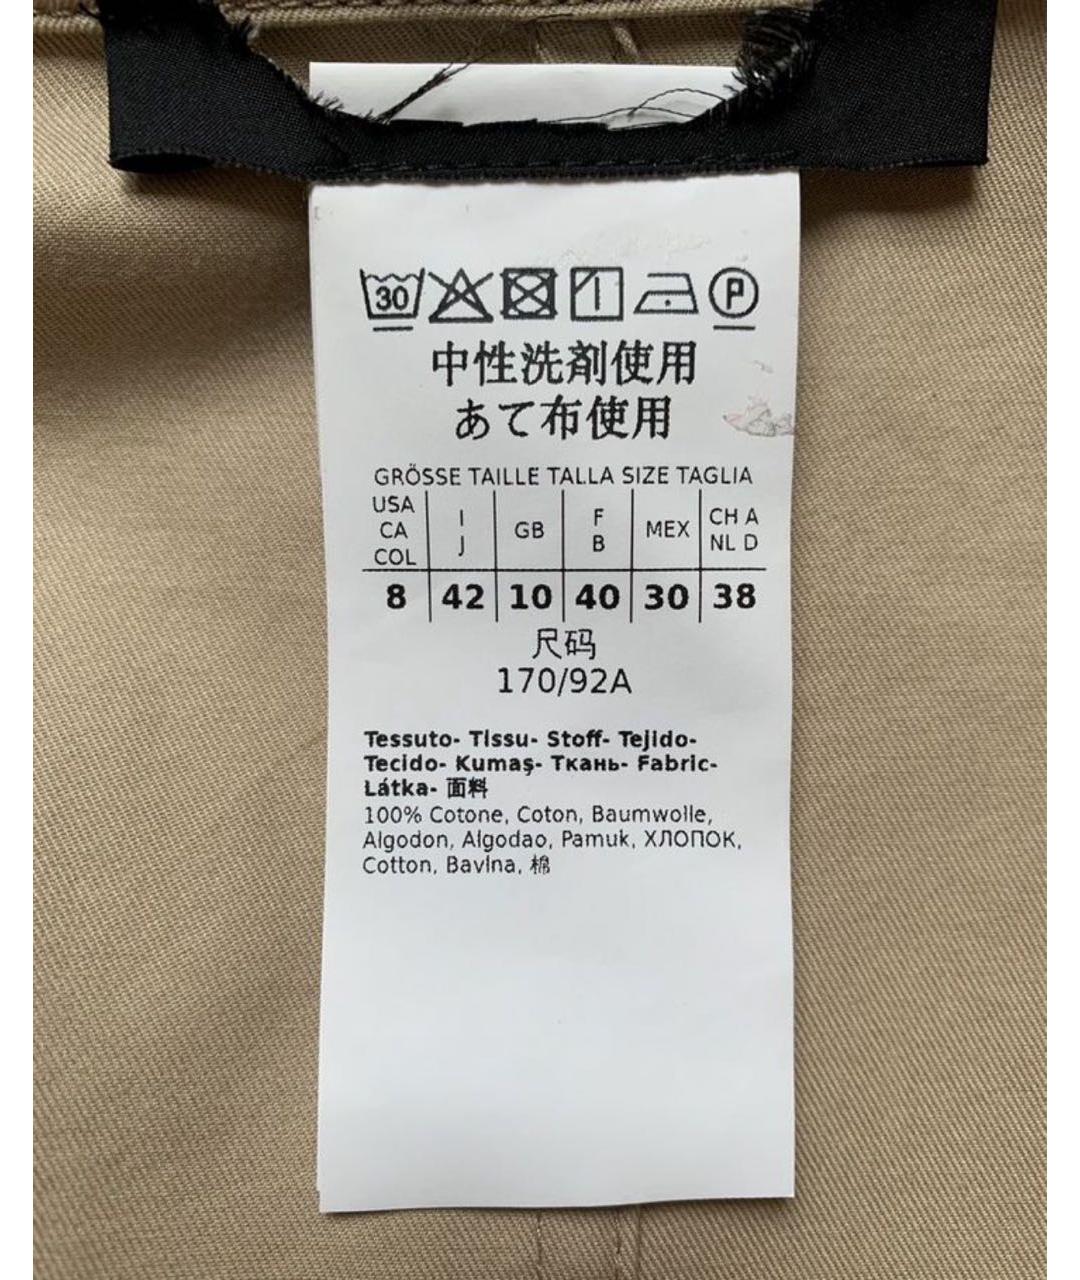 30 P
中性洗剤使用
あて布使用
GRÖSSE TAILLE TALLA SIZE TAGLIA
USA CA COL | I J | GB | F B | MEX | CH A NL D
8 | 42 | 10 | 40 | 30 | 38
尺码
170/92A
Tessuto- Tissu- Stoff- Tejido-
Tecido- Kumaş- Ткань- Fabric-
Látka- 面料
100% Cotone, Coton, Baumwolle,
Algodon, Algodao, Pamuk, ХЛОПОК,
Cotton, Bavlna, 棉